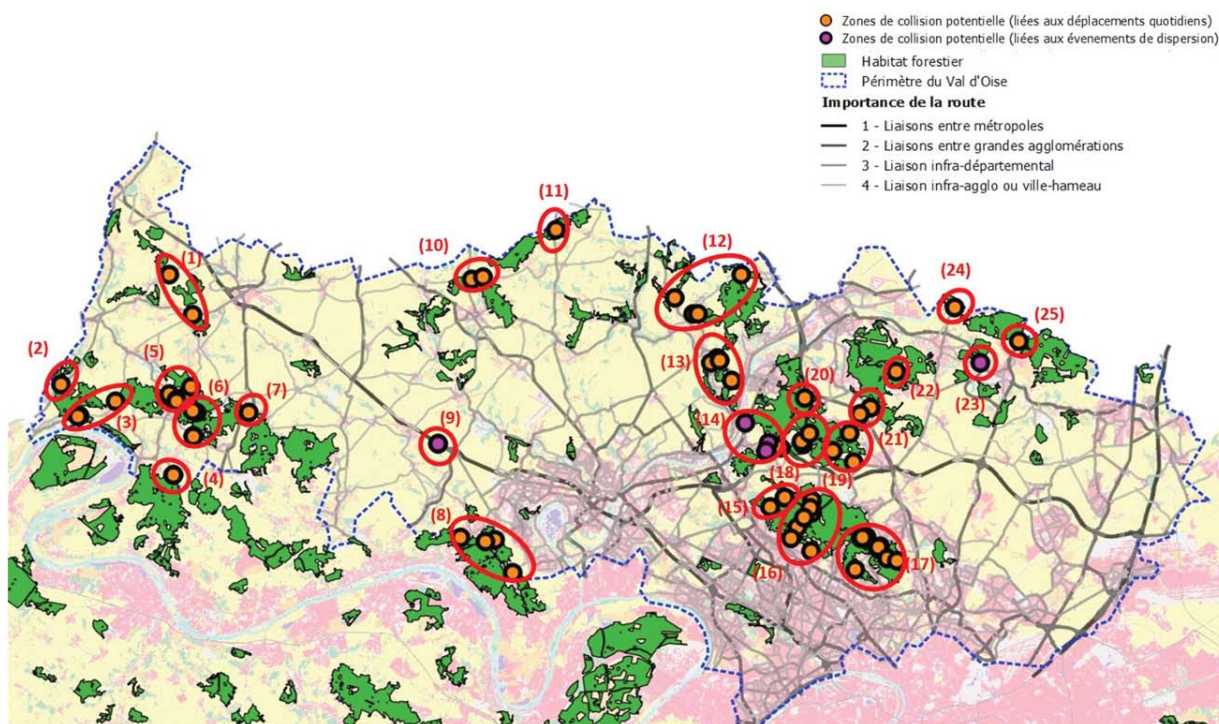 Zones de collision potentielle (liées aux déplacements quotidiens)
Zones de collision potentielle (liées aux évenements de dispersion)
Habitat forestier
Périmètre du Val d'Oise
Importance de la route
1 - Liaisons entre métropoles
2 - Liaisons entre grandes agglomérations
3 - Liaison infra-départemental
4 - Liaison infra-agglo ou ville-hameau
(11)
(10)
(12)
(1)
(24)
(25)
(2)
(5)
(13)
(6)
(7)
(20)
(22)
(3)
(23)
(9)
(14)
(21)
(4)
(18)
(19)
(8)
(15)
(16)
(17)